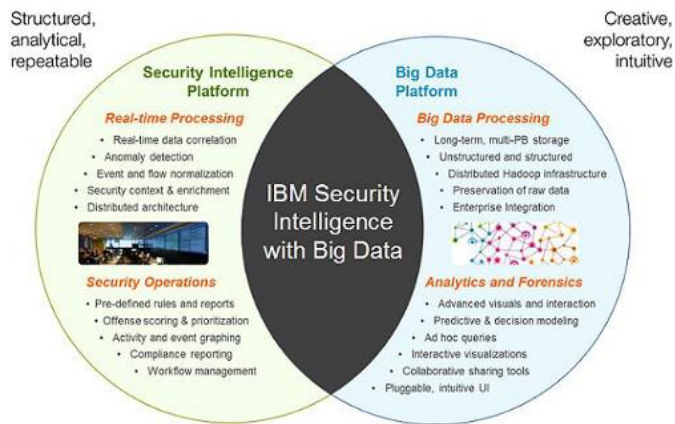 Structured,
analytical,
repeatable
Creative,
exploratory,
intuitive
Security Intelligence
Platform
Real-time Processing
• Real-time data correlation
• Anomaly detection
• Event and flow normalization
• Security context & enrichment
• Distributed architecture
Security Operations
• Pre-defined rules and reports
• Offense scoring & prioritization
• Activity and event graphing
• Compliance reporting
• Workflow management
IBM Security
Intelligence
with Big Data
Big Data
Platform
Big Data Processing
• Long-term, multi-PB storage
• Unstructured and structured
• Distributed Hadoop infrastructure
• Preservation of raw data
• Enterprise Integration
Analytics and Forensics
• Advanced visuals and interaction
• Predictive & decision modeling
• Ad hoc queries
• Interactive visualizations
• Collaborative sharing tools
• Pluggable, intuitive UI